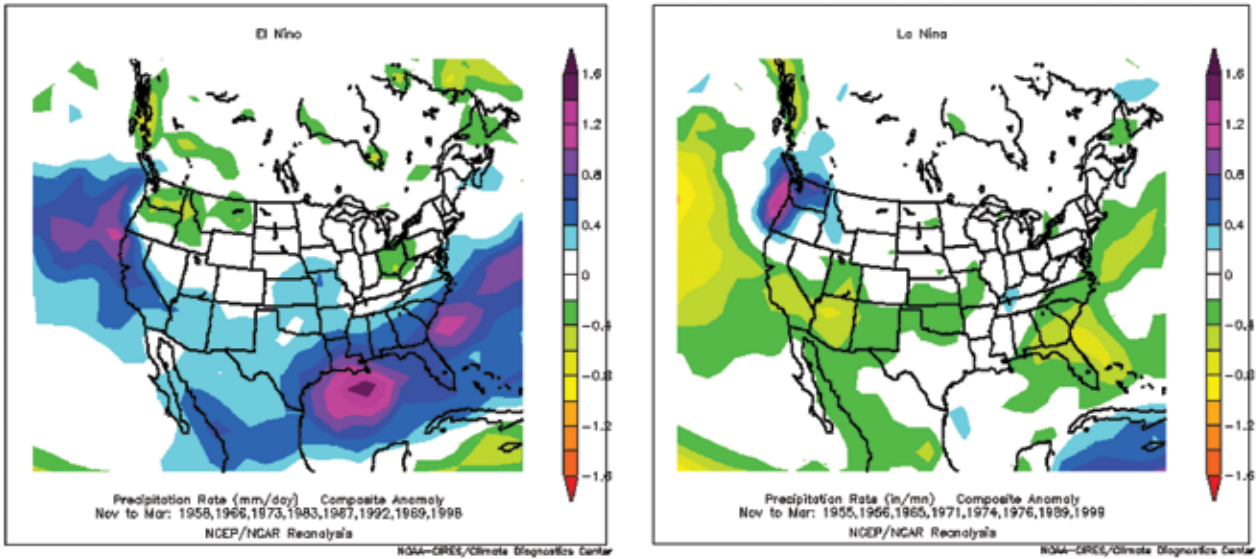 El Nino
1.6
1.2
0.8
0.4
0
-0.4
-0.8
-1.2
-1.6
Precipitation Rate (mm/day) Composite Anomaly
Nov to Mar: 1958,1966,1973,1983,1987,1992,1969,1998
NCEP/NCAR Reanalysis
NOAA-CIRES/Climate Diagnostics Center
La Nina
1.6
1.2
0.8
0.4
0
-0.4
-0.8
-1.2
-1.6
Precipitation Rate (in/mn) Composite Anomaly
Nov to Mar: 1955,1956,1965,1971,1974,1976,1989,1999
NCEP/NCAR Reanalysis
NOAA-CIRES/Climate Diagnostics Center